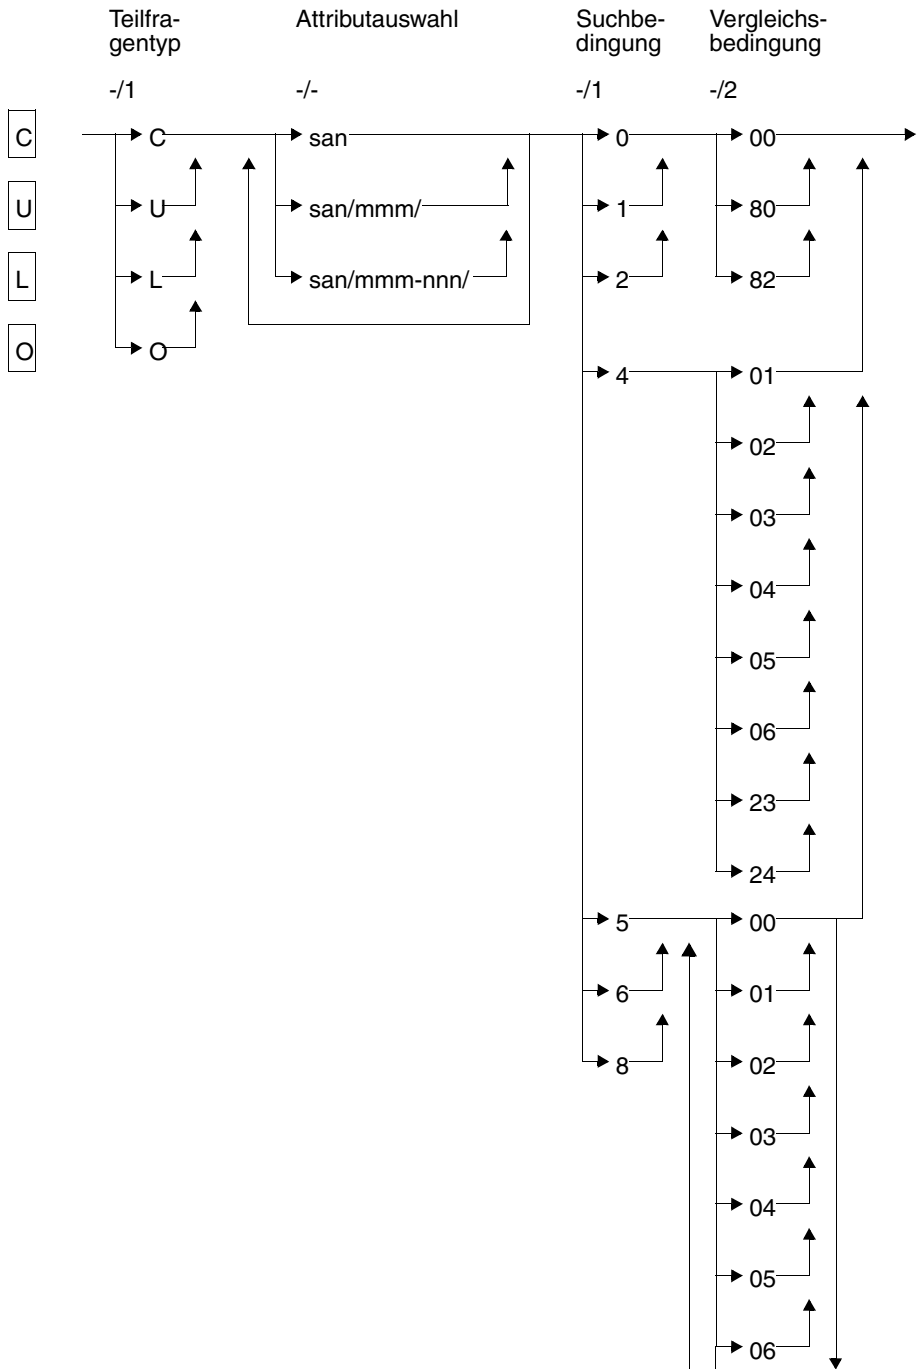 Teilfra-
gentyp
Attributauswahl
Suchbe-
dingung
Vergleichs-
bedingung
-/1
-/-
-/1
-/2
C
C
san
0
00
U
U
san/mmm/
1
80
L
L
san/mmm-nnn/
2
82
O
O
4
01
02
03
04
05
06
23
24
5
00
6
01
8
02
03
04
05
06